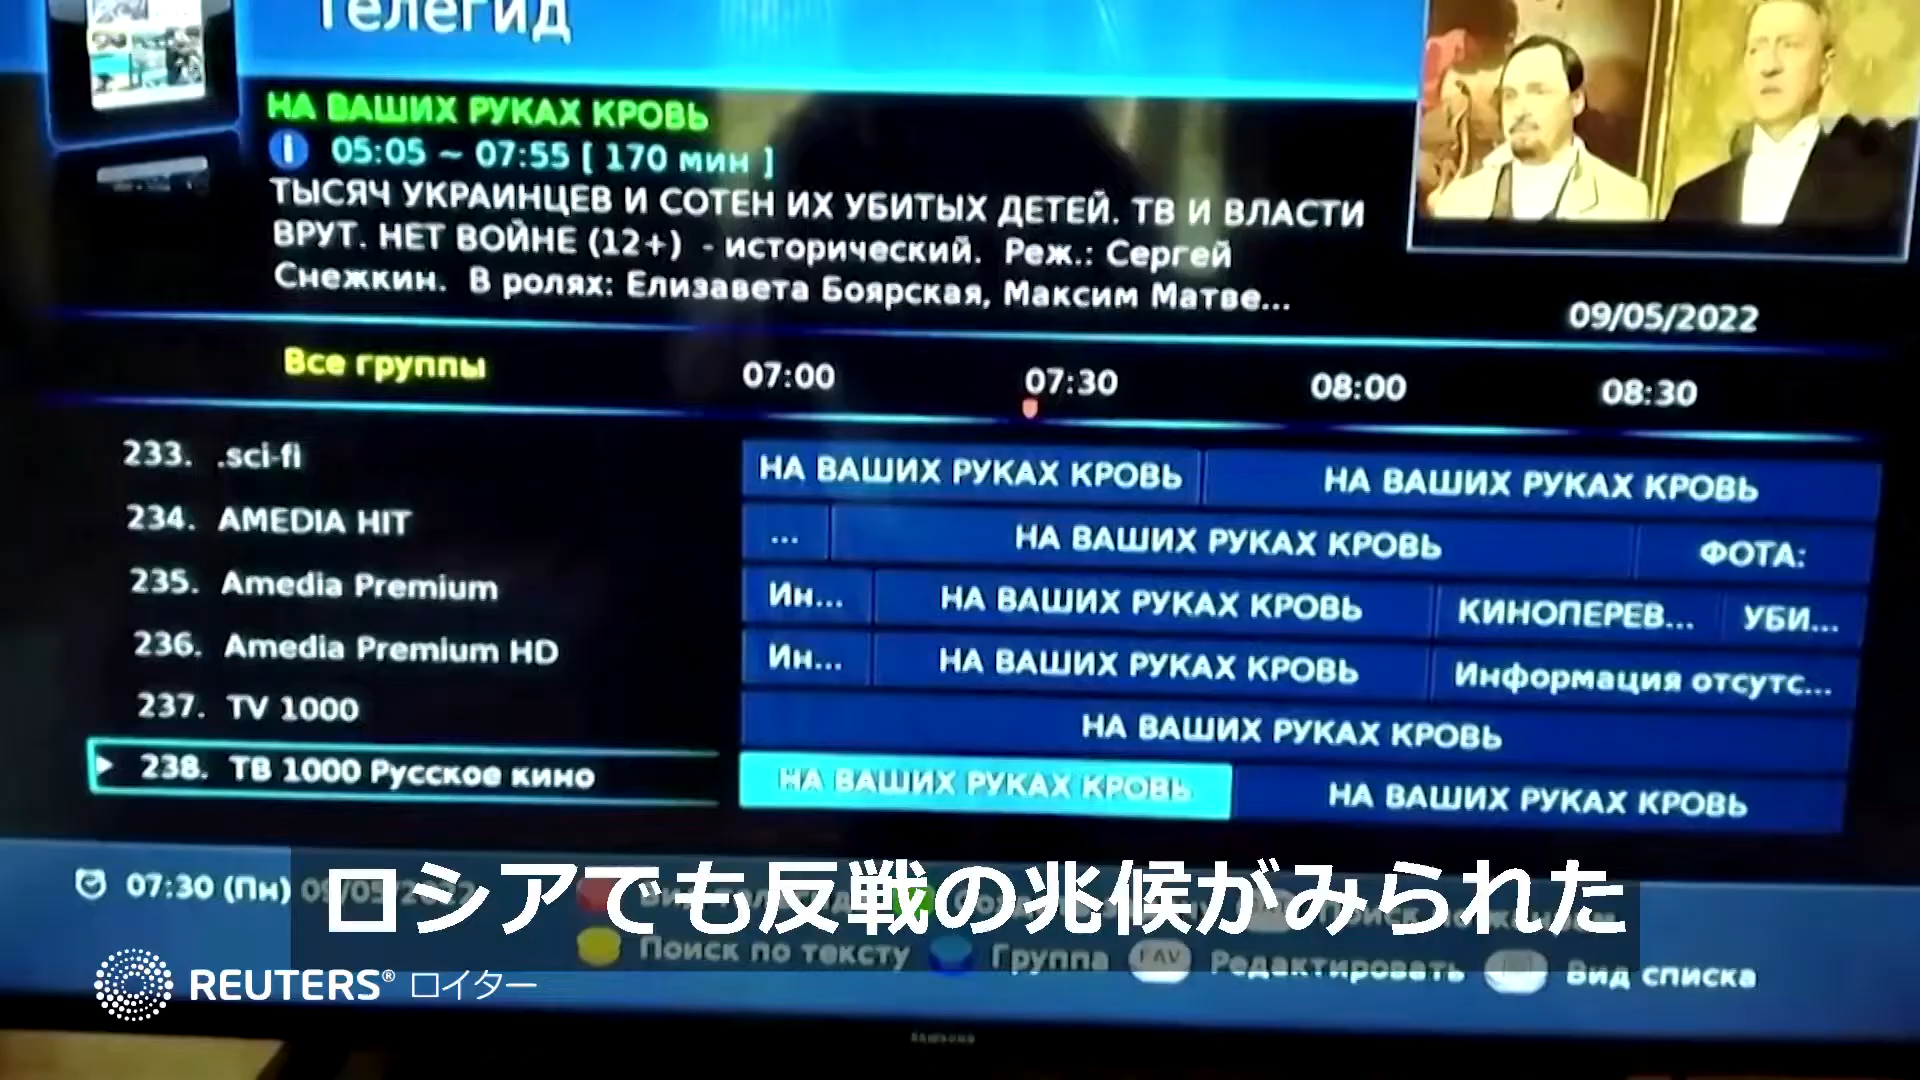 Телегид
НА ВАШИХ РУКАХ КРОВЬ
05:05 ~ 07:55 [ 170 мин ]
ТЫСЯЧ УКРАИНЦЕВ И СОТЕН ИХ УБИТЫХ ДЕТЕЙ. ТВ И ВЛАСТИ
ВРУТ. НЕТ ВОЙНЕ (12+) - исторический. Реж.: Сергей
Снежкин. В ролях: Елизавета Боярская, Максим Матве...
09/05/2022
Все группы 07:00 07:30 08:00 08:30
233. .sci-fi НА ВАШИХ РУКАХ КРОВЬ НА ВАШИХ РУКАХ КРОВЬ
234. AMEDIA HIT ... НА ВАШИХ РУКАХ КРОВЬ ФОТА:
235. Amedia Premium Ин... НА ВАШИХ РУКАХ КРОВЬ КИНОПЕРЕВ... УБИ...
236. Amedia Premium HD Ин... НА ВАШИХ РУКАХ КРОВЬ Информация отсутс...
237. TV 1000 НА ВАШИХ РУКАХ КРОВЬ
238. ТВ 1000 Русское кино НА ВАШИХ РУКАХ КРОВЬ НА ВАШИХ РУКАХ КРОВЬ
07:30 (Пн) 09/05/2022
ロシアでも反戦の兆候がみられた
Поиск по тексту Группа FAV Редактировать Вид списка
REUTERS® ロイター
SAMSUNG